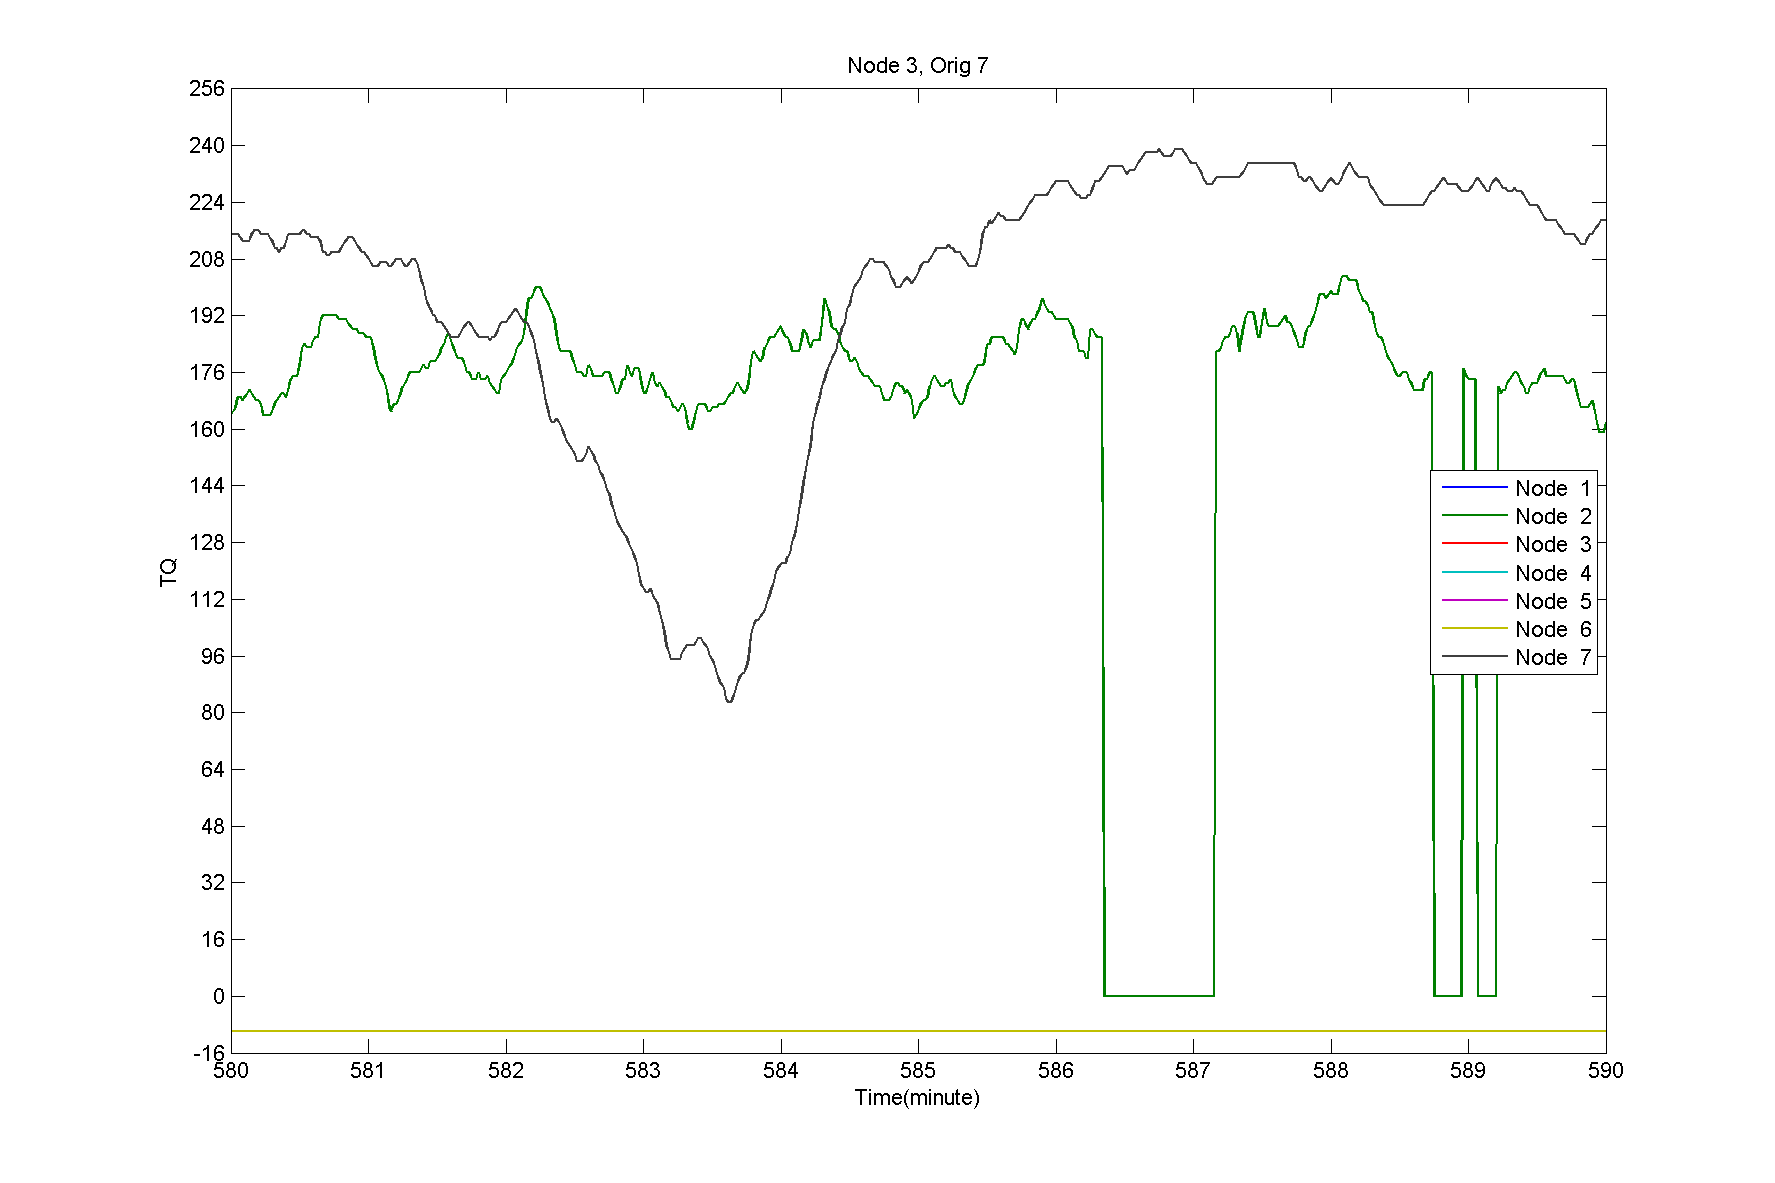 Node 3, Orig 7
256
240
224
208
192
176
160
144
128
112
96
80
64
48
32
16
0
-16
TQ
580 581 582 583 584 585 586 587 588 589 590
Time(minute)
Node 1
Node 2
Node 3
Node 4
Node 5
Node 6
Node 7